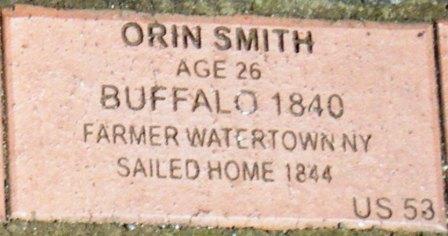 ORIN SMITH
AGE 26
BUFFALO 1840
FARMER WATERTOWN NY
SAILED HOME 1844
US 53